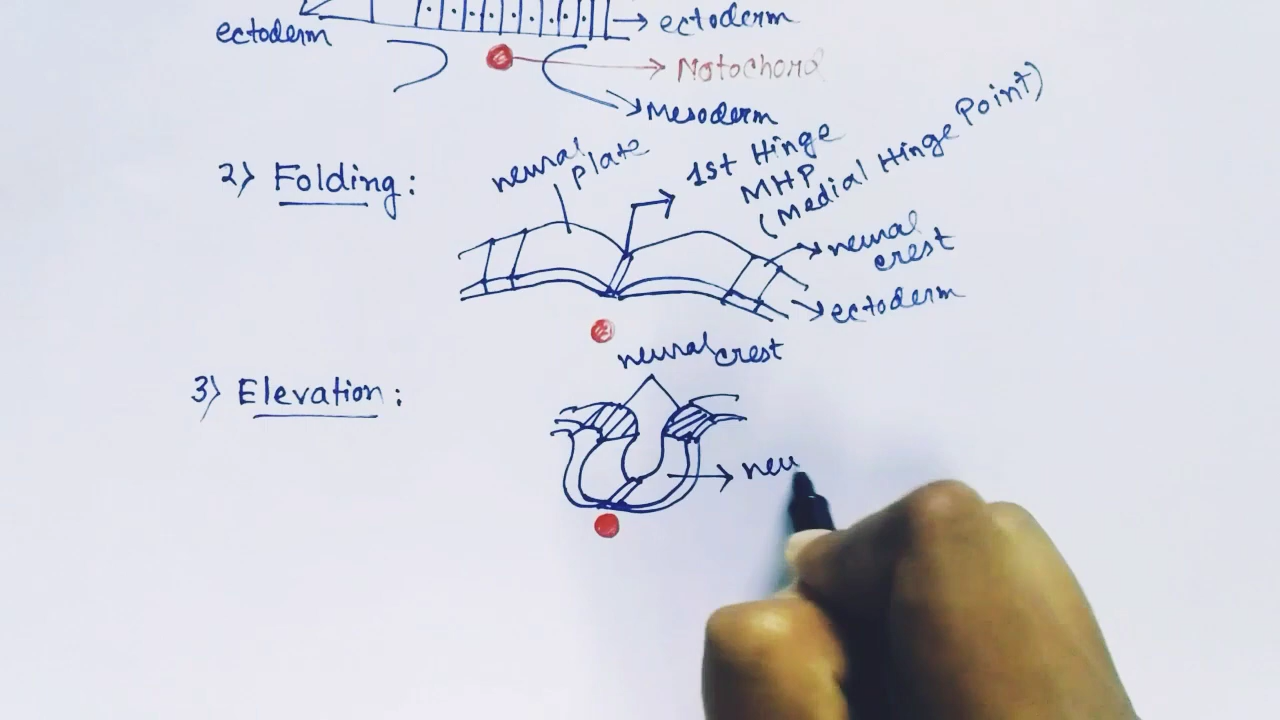 ectoderm
ectoderm
Notochord
Mesoderm
2) Folding:
neural
plate
1st Hinge
MHP
(Medial Hinge Point)
neural
crest
ectoderm
neural crest
3) Elevation:
neu